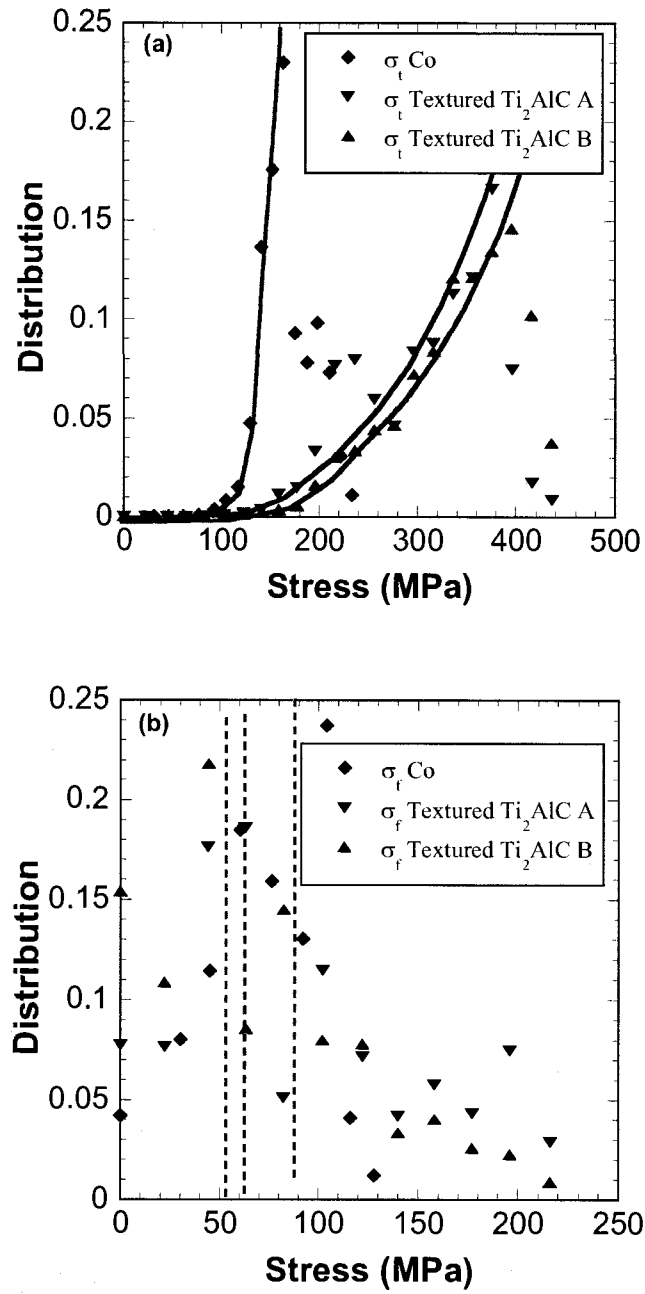 0.25
(a)
σt Co
σt Textured Ti2AlC A
σt Textured Ti2AlC B
0.2
0.15
0.1
0.05
0
Distribution
0 100 200 300 400 500
Stress (MPa)
0.25
(b)
σf Co
σf Textured Ti2AlC A
σf Textured Ti2AlC B
0.2
0.15
0.1
0.05
0
Distribution
0 50 100 150 200 250
Stress (MPa)